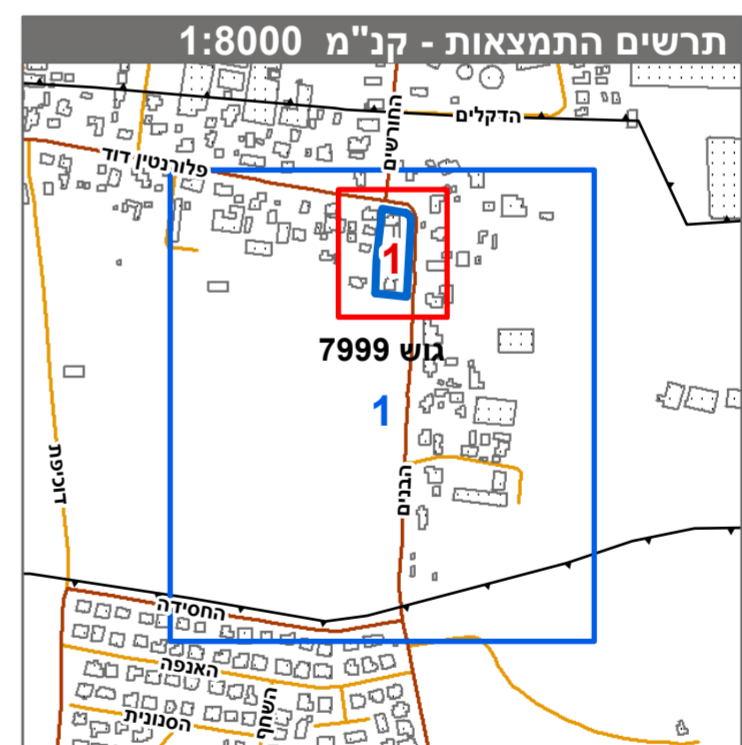 תרשים התמצאות - קנ"מ 1:8000
החורשים
הדקלים
פלורנטין דוד
1
גוש 7999
1
דוכיפת
הבנים
החסידה
האנפה
השחף
הסנונית